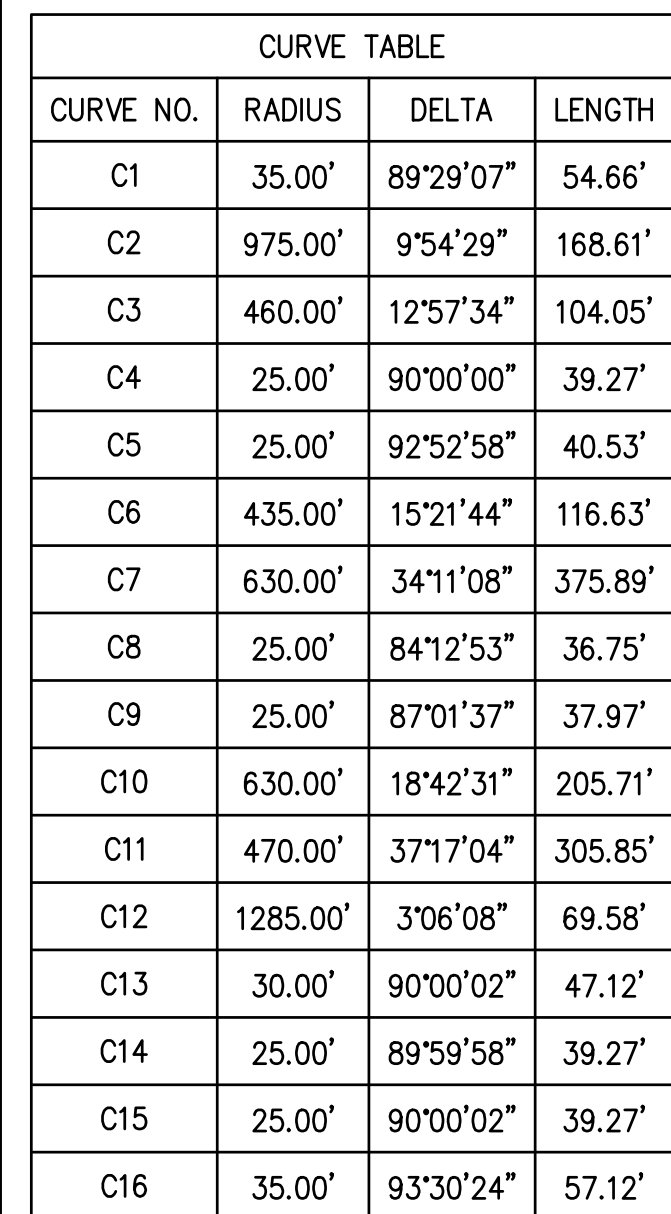 CURVE TABLE
CURVE NO. RADIUS DELTA LENGTH
C1 35.00' 89°29'07" 54.66'
C2 975.00' 9°54'29" 168.61'
C3 460.00' 12°57'34" 104.05'
C4 25.00' 90°00'00" 39.27'
C5 25.00' 92°52'58" 40.53'
C6 435.00' 15°21'44" 116.63'
C7 630.00' 34°11'08" 375.89'
C8 25.00' 84°12'53" 36.75'
C9 25.00' 87°01'37" 37.97'
C10 630.00' 18°42'31" 205.71'
C11 470.00' 37°17'04" 305.85'
C12 1285.00' 3°06'08" 69.58'
C13 30.00' 90°00'02" 47.12'
C14 25.00' 89°59'58" 39.27'
C15 25.00' 90°00'02" 39.27'
C16 35.00' 93°30'24" 57.12'